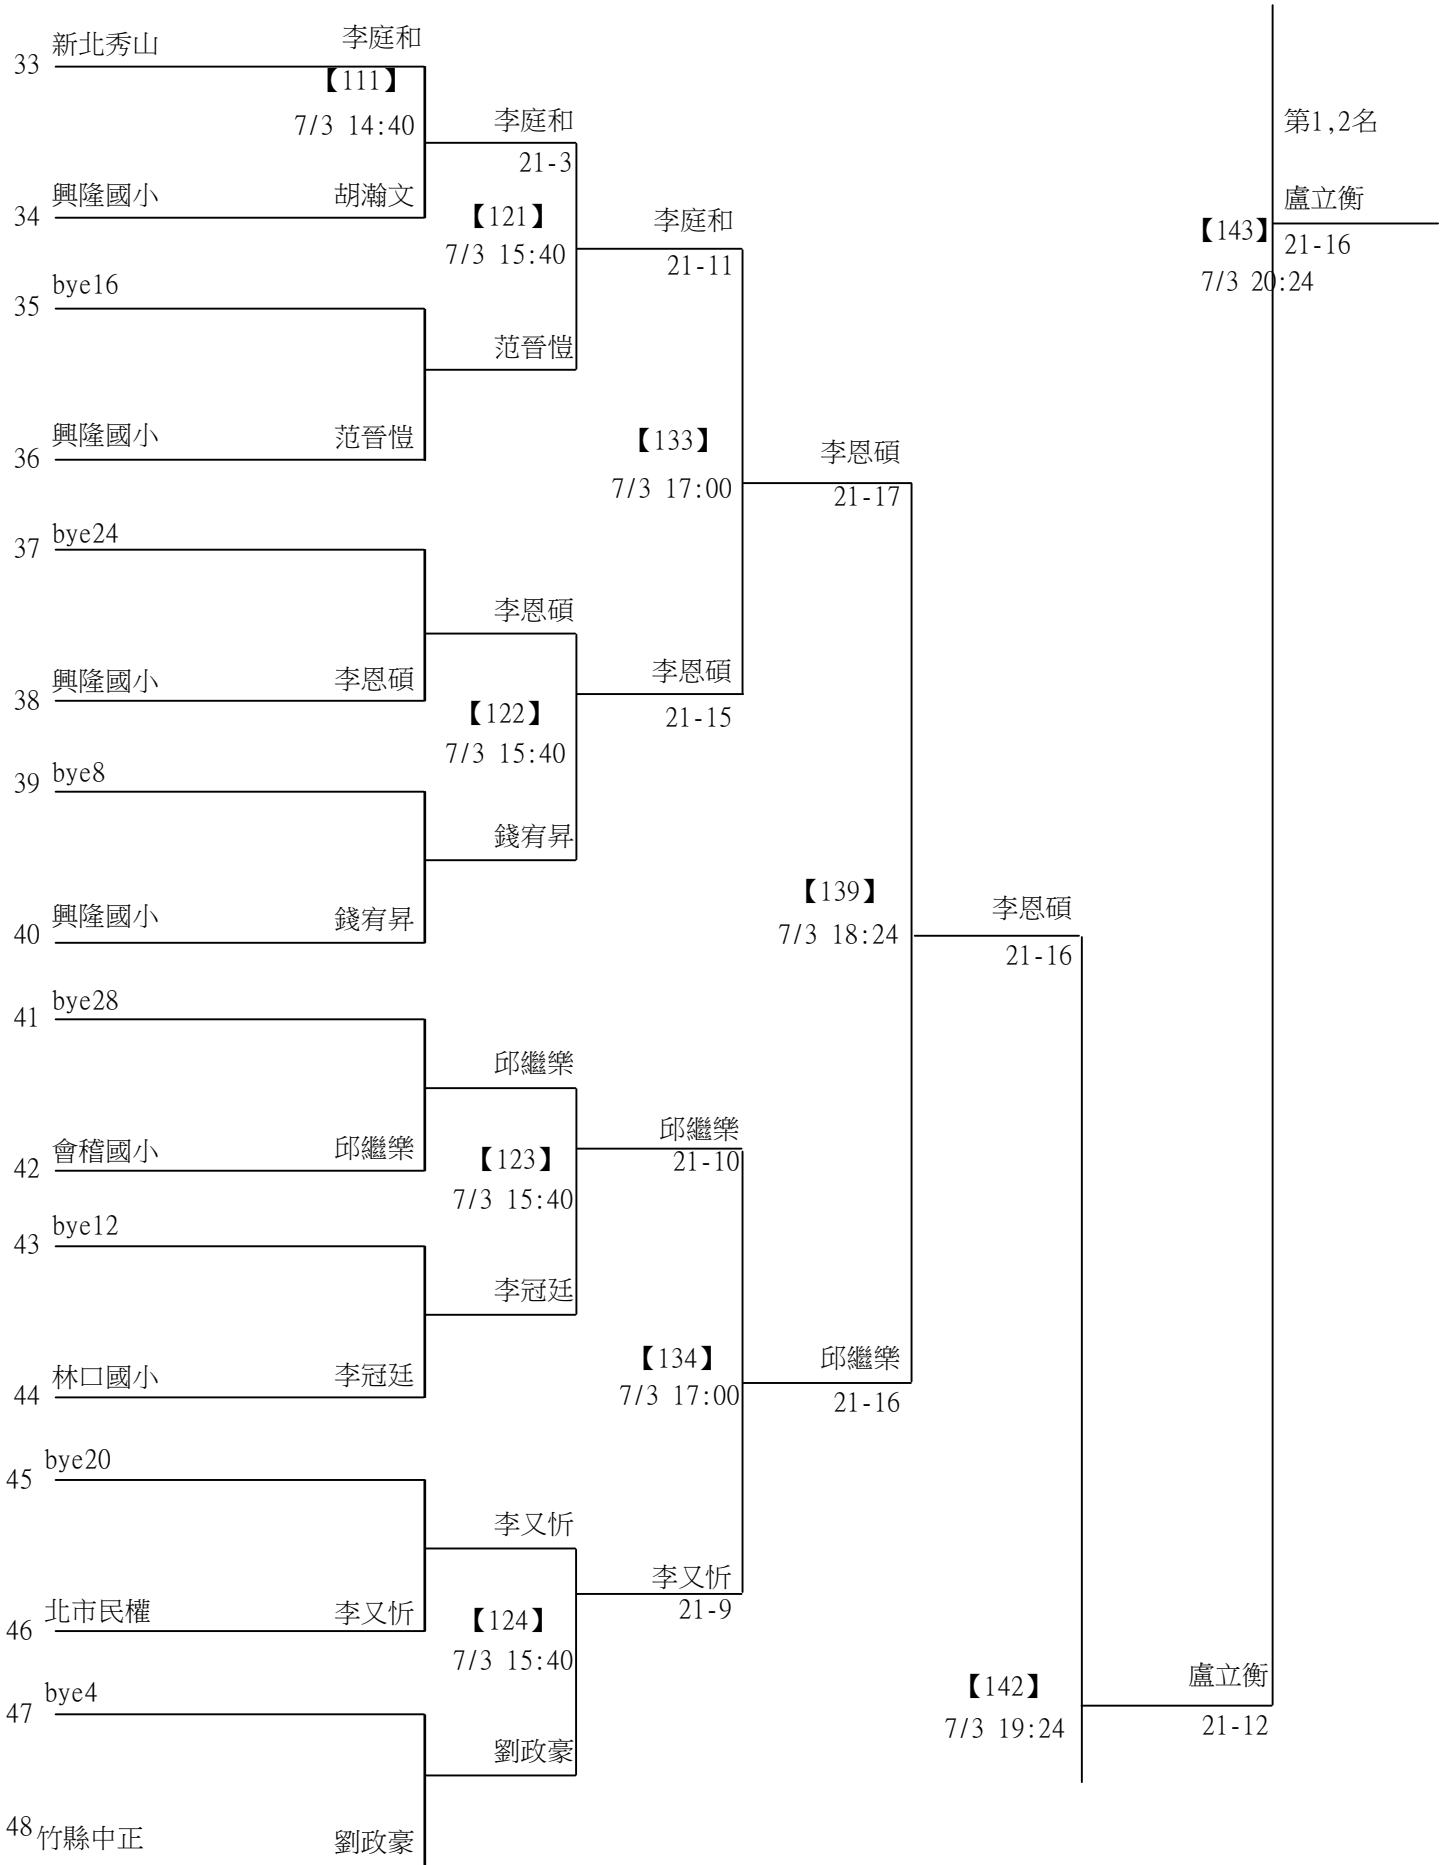 新北秀山 李庭和
33
【111】
7/3 14:40
李庭和
21-3
興隆國小 胡瀚文
34
【121】
7/3 15:40
李庭和
21-11
bye16
35
范晉愷
興隆國小 范晉愷
36
【133】
7/3 17:00
李恩碩
21-17
bye24
37
李恩碩
興隆國小 李恩碩
38
【122】
7/3 15:40
李恩碩
21-15
bye8
39
錢宥昇
興隆國小 錢宥昇
40
【139】
7/3 18:24
李恩碩
21-16
bye28
41
邱繼樂
會稽國小 邱繼樂
42
【123】
7/3 15:40
邱繼樂
21-10
bye12
43
李冠廷
林口國小 李冠廷
44
【134】
7/3 17:00
邱繼樂
21-16
bye20
45
李又忻
北市民權 李又忻
46
【124】
7/3 15:40
李又忻
21-9
bye4
47
劉政豪
竹縣中正 劉政豪
48
【142】
7/3 19:24
盧立衡
21-12
第1,2名
盧立衡
【143】
21-16
7/3 20:24